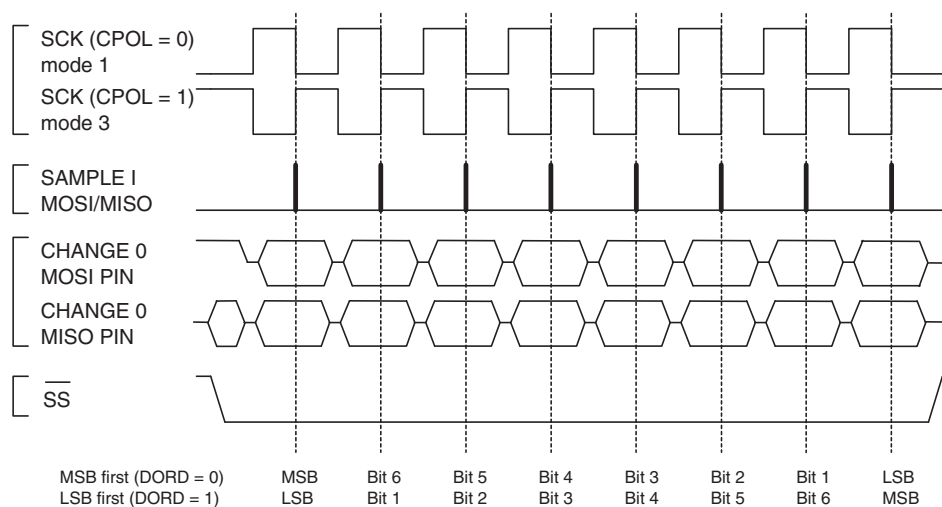 SCK (CPOL = 0)
mode 1
SCK (CPOL = 1)
mode 3
SAMPLE I
MOSI/MISO
CHANGE 0
MOSI PIN
CHANGE 0
MISO PIN
SS
MSB first (DORD = 0) MSB Bit 6 Bit 5 Bit 4 Bit 3 Bit 2 Bit 1 LSB
LSB first (DORD = 1) LSB Bit 1 Bit 2 Bit 3 Bit 4 Bit 5 Bit 6 MSB